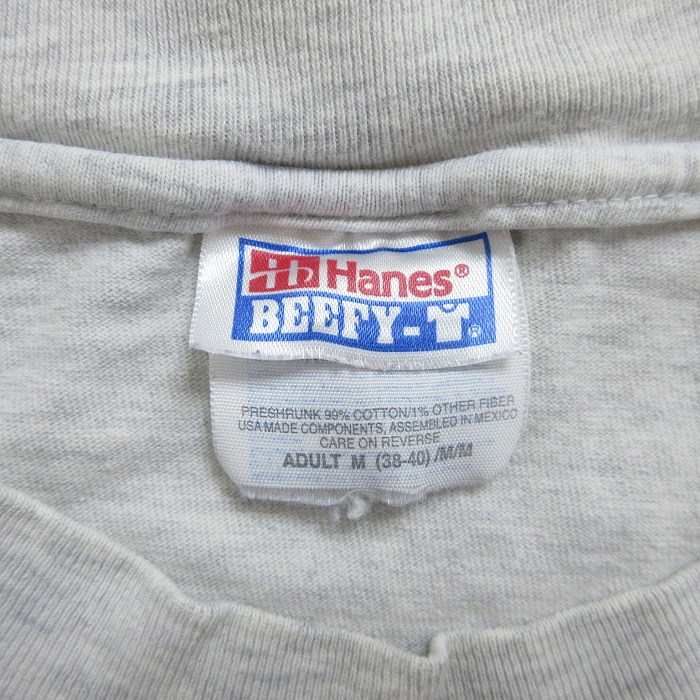 Hanes®
BEEFY-T®
PRESHRUNK 99% COTTON/1% OTHER FIBER
USA MADE COMPONENTS, ASSEMBLED IN MEXICO
CARE ON REVERSE
ADULT M (38-40) /M/M